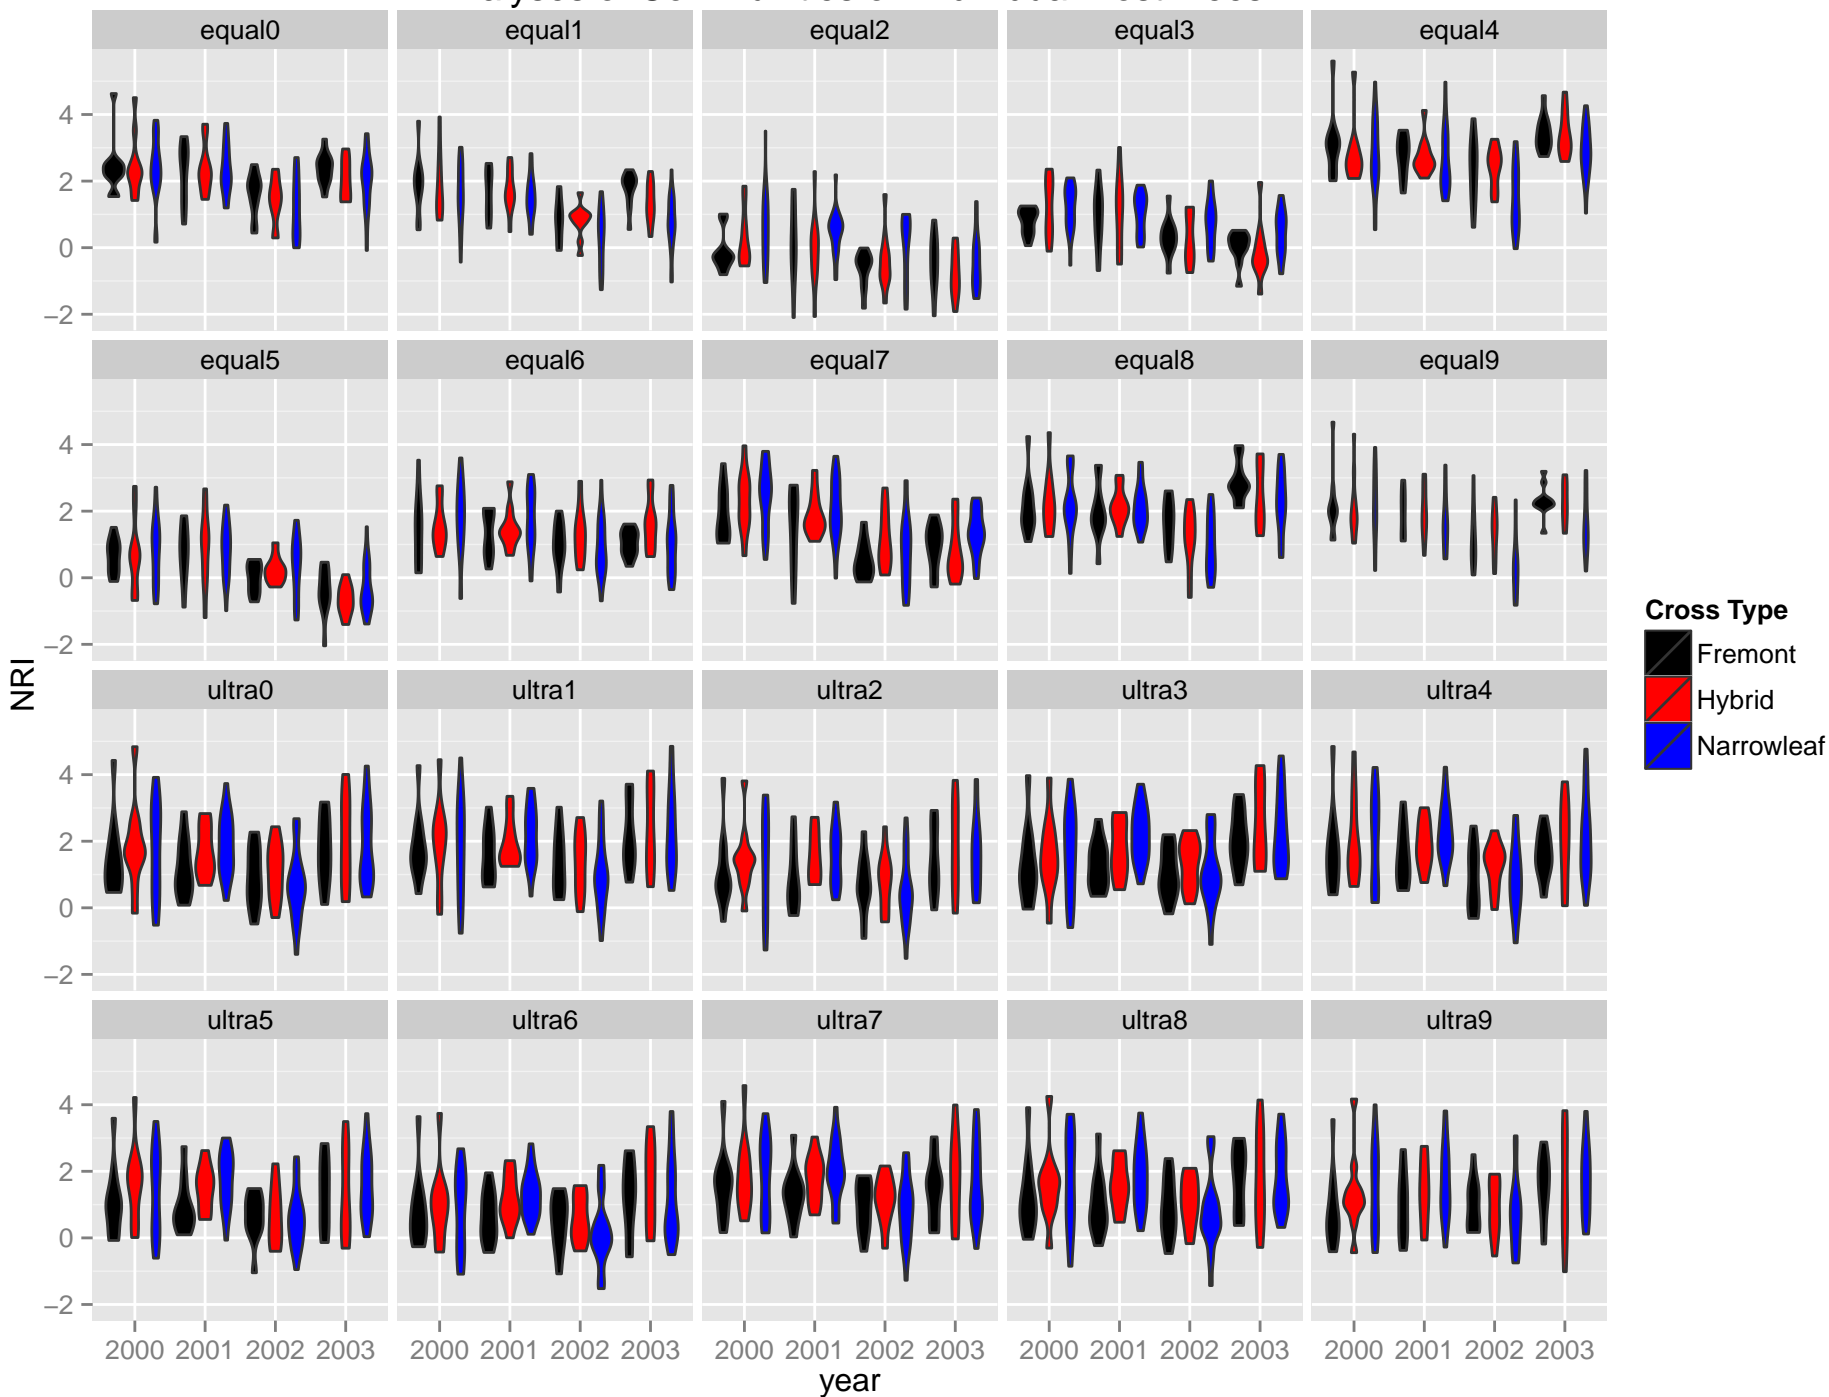 equal0 equal1 equal2 equal3 equal4
4
2
0
−2
equal5 equal6 equal7 equal8 equal9
4
2
0
−2
ultra0 ultra1 ultra2 ultra3 ultra4
4
2
0
−2
ultra5 ultra6 ultra7 ultra8 ultra9
4
2
0
−2
2000 2001 2002 2003 2000 2001 2002 2003 2000 2001 2002 2003 2000 2001 2002 2003 2000 2001 2002 2003
year
NRI
Cross Type
Fremont
Hybrid
Narrowleaf